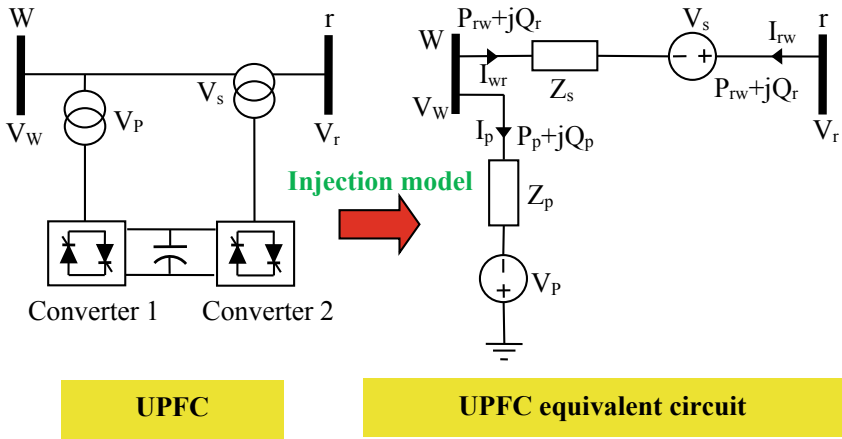 W
r
V_s
V_W
V_P
V_r
Converter 1
Converter 2
UPFC
Injection model
P_rw+jQ_r
V_s
r
W
I_rw
I_wr
Z_s
P_rw+jQ_r
V_W
V_r
I_p
P_p+jQ_p
Z_p
V_P
UPFC equivalent circuit